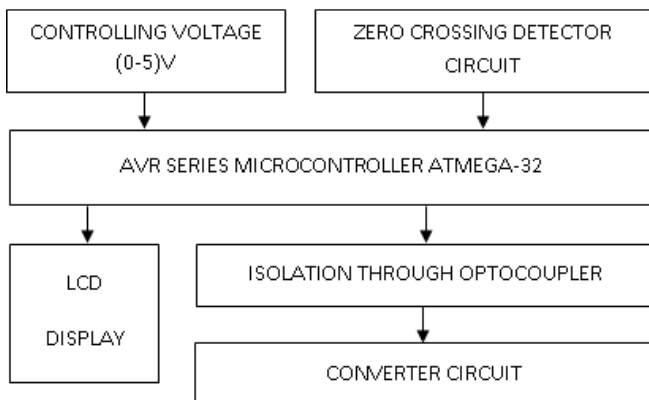 CONTROLLING VOLTAGE
(0-5)V
ZERO CROSSING DETECTOR
CIRCUIT
AVR SERIES MICROCONTROLLER ATMEGA-32
LCD
DISPLAY
ISOLATION THROUGH OPTOCOUPLER
CONVERTER CIRCUIT